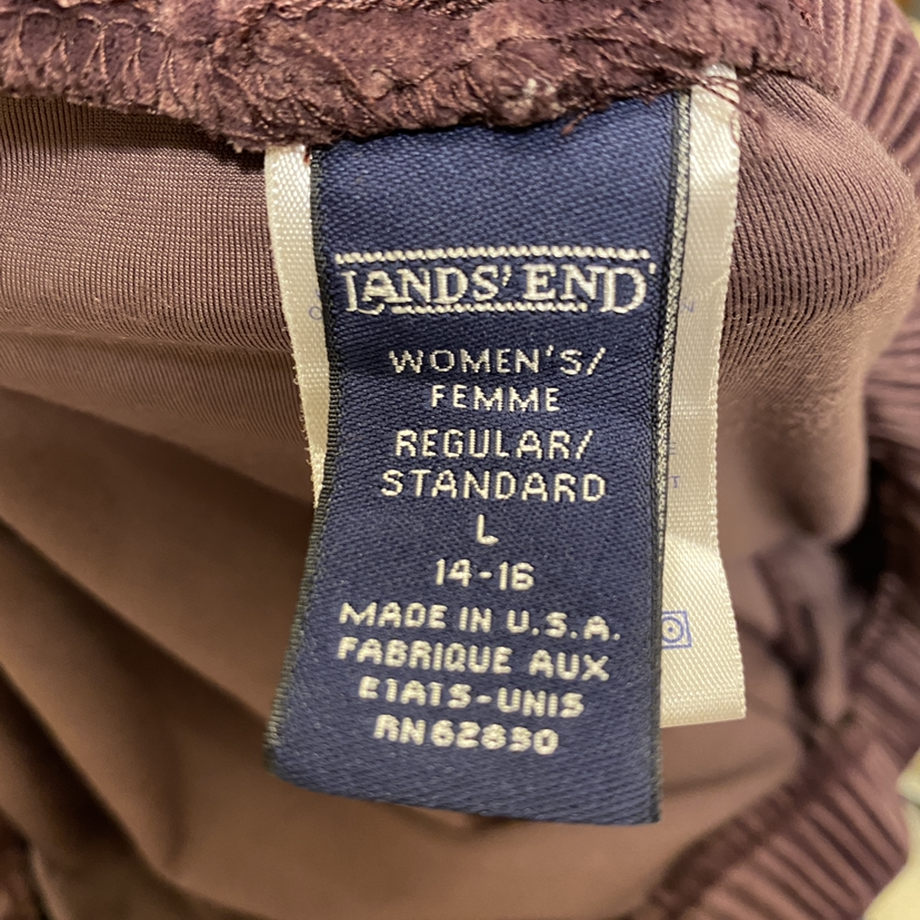 LANDS' END
WOMEN'S/
FEMME
REGULAR/
STANDARD
L
14-16
MADE IN U.S.A.
FABRIQUE AUX
ETATS-UNIS
RN62830